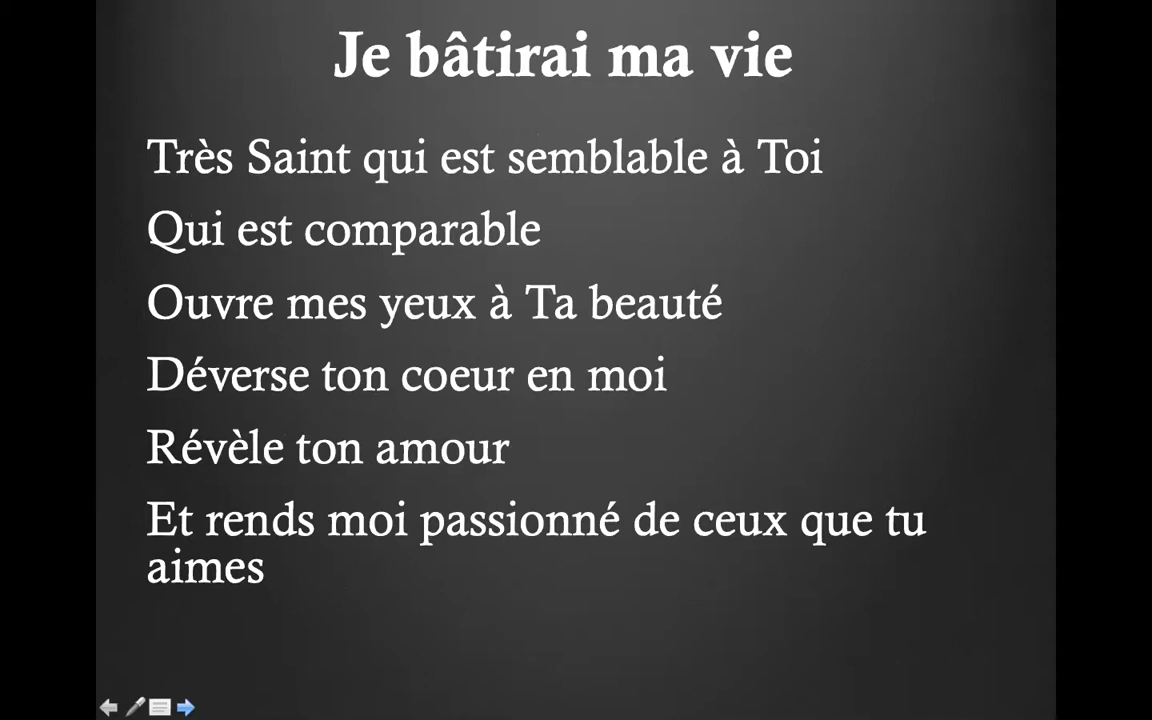 Je bâtirai ma vie
Très Saint qui est semblable à Toi
Qui est comparable
Ouvre mes yeux à Ta beauté
Déverse ton coeur en moi
Révèle ton amour
Et rends moi passionné de ceux que tu
aimes